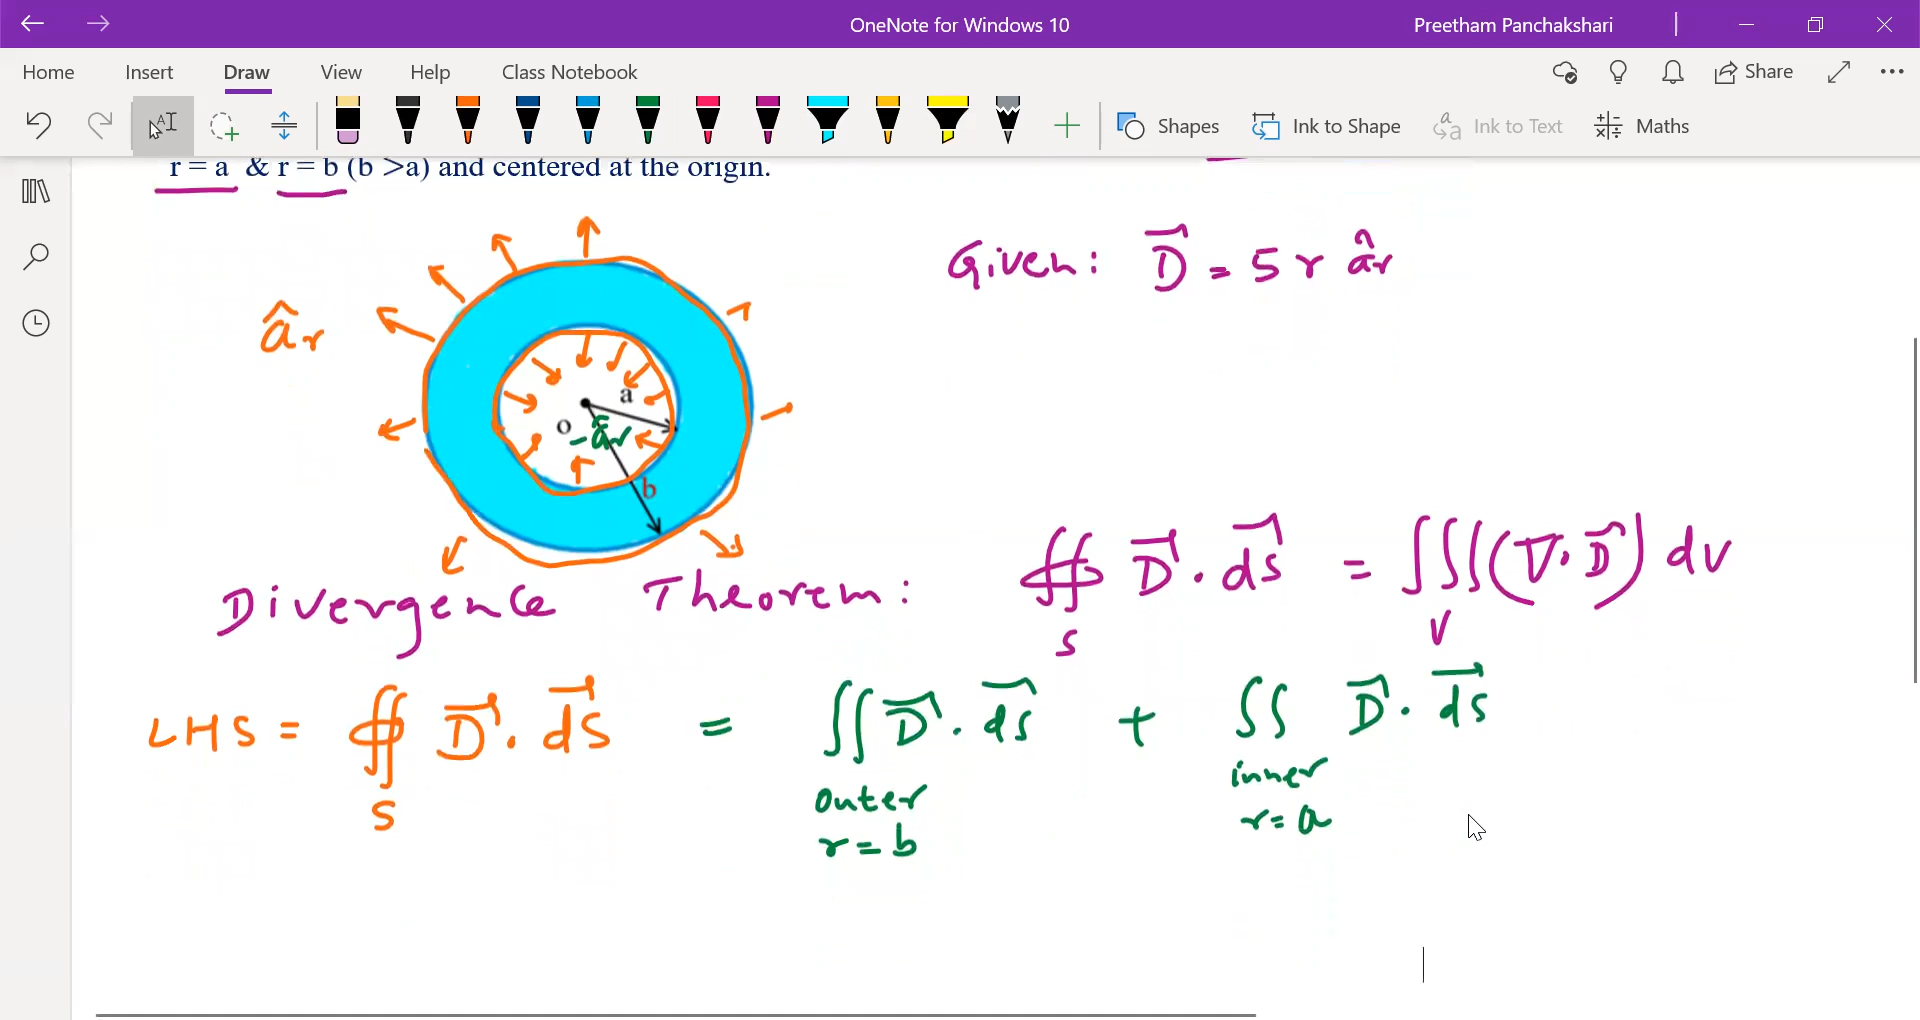 OneNote for Windows 10
Preetham Panchakshari
Home Insert Draw View Help Class Notebook
Share
Shapes Ink to Shape Ink to Text Maths
r = a & r = b (b >a) and centered at the origin.
Given: D⃗ = 5 r âr
âr
a
o
-âr
b
Divergence Theorem: ∯ D⃗ . ds⃗ = ∭ (∇ . D⃗) dv
S V
LHS = ∯ D⃗ . ds⃗ = ∬ D⃗ . ds⃗ + ∬ D⃗ . ds⃗
S outer inner
r = b r = a